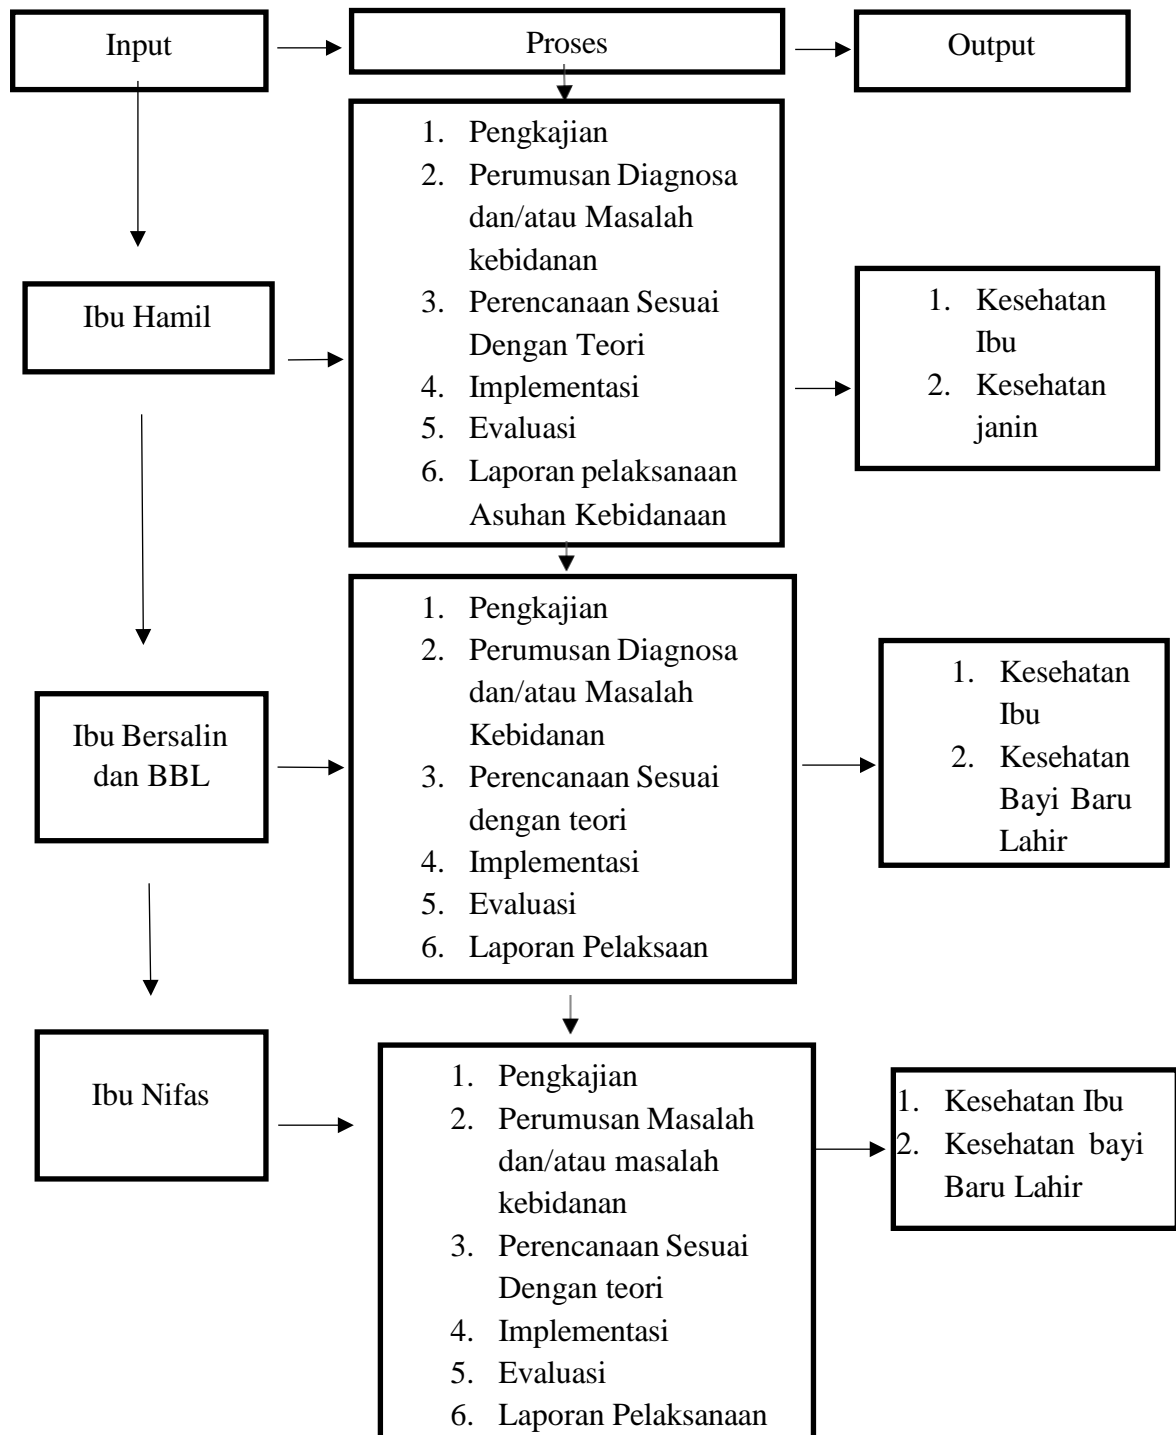 Input
Proses
Output
Ibu Hamil
1. Pengkajian
2. Perumusan Diagnosa
dan/atau Masalah
kebidanan
3. Perencanaan Sesuai
Dengan Teori
4. Implementasi
5. Evaluasi
6. Laporan pelaksanaan
Asuhan Kebidanaan
1. Kesehatan
Ibu
2. Kesehatan
janin
Ibu Bersalin
dan BBL
1. Pengkajian
2. Perumusan Diagnosa
dan/atau Masalah
Kebidanan
3. Perencanaan Sesuai
dengan teori
4. Implementasi
5. Evaluasi
6. Laporan Pelaksaan
1. Kesehatan
Ibu
2. Kesehatan
Bayi Baru
Lahir
Ibu Nifas
1. Pengkajian
2. Perumusan Masalah
dan/atau masalah
kebidanan
3. Perencanaan Sesuai
Dengan teori
4. Implementasi
5. Evaluasi
6. Laporan Pelaksanaan
1. Kesehatan Ibu
2. Kesehatan bayi
Baru Lahir